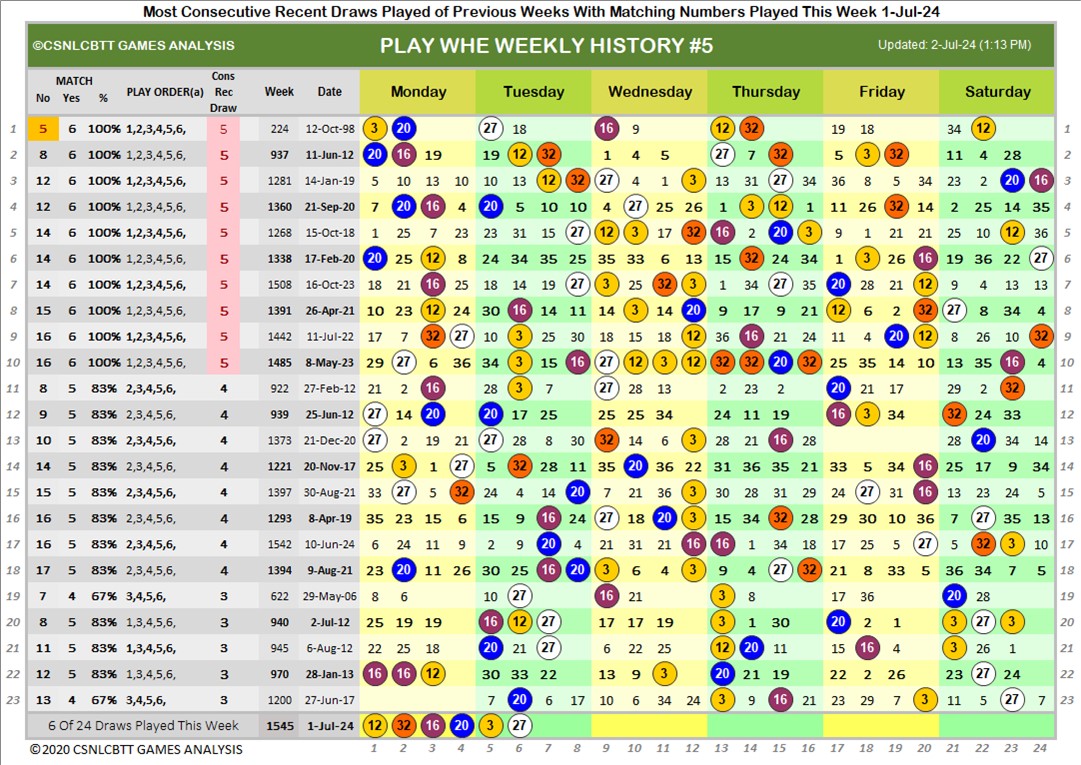 Most Consecutive Recent Draws Played of Previous Weeks With Matching Numbers Played This Week 1-Jul-24
©CSNLCBTT GAMES ANALYSIS PLAY WHE WEEKLY HISTORY #5 Updated: 2-Jul-24 (1:13 PM)
No MATCH Yes % PLAY ORDER(a) Cons Rec Draw Week Date Monday Tuesday Wednesday Thursday Friday Saturday
1 5 6 100% 1,2,3,4,5,6, 5 224 12-Oct-98 3 20 27 18 16 9 12 32 19 18 34 12 1
2 8 6 100% 1,2,3,4,5,6, 5 937 11-Jun-12 20 16 19 19 12 32 1 4 5 27 7 32 5 3 32 11 4 28 2
3 12 6 100% 1,2,3,4,5,6, 5 1281 14-Jan-19 5 10 13 10 10 13 12 32 27 4 1 3 13 31 27 34 36 8 5 34 23 2 20 16 3
4 12 6 100% 1,2,3,4,5,6, 5 1360 21-Sep-20 7 20 16 4 20 5 10 10 4 27 25 26 1 3 12 1 11 26 32 14 2 25 14 35 4
5 14 6 100% 1,2,3,4,5,6, 5 1268 15-Oct-18 1 25 7 23 23 31 15 27 12 3 17 32 16 2 20 3 9 1 21 21 25 10 12 36 5
6 14 6 100% 1,2,3,4,5,6, 5 1338 17-Feb-20 20 25 12 8 24 34 35 25 35 33 6 13 15 32 24 34 1 3 26 16 19 36 22 27 6
7 14 6 100% 1,2,3,4,5,6, 5 1508 16-Oct-23 18 21 16 25 18 14 19 27 3 25 32 3 1 34 27 35 20 28 21 12 9 4 13 13 7
8 15 6 100% 1,2,3,4,5,6, 5 1391 26-Apr-21 10 23 12 24 30 16 14 11 14 3 14 20 9 17 9 21 12 6 2 32 27 8 34 4 8
9 16 6 100% 1,2,3,4,5,6, 5 1442 11-Jul-22 17 7 32 27 10 3 25 30 18 15 18 12 36 16 21 24 11 4 20 12 8 26 10 32 9
10 16 6 100% 1,2,3,4,5,6, 5 1485 8-May-23 29 27 6 36 34 3 15 16 27 12 3 12 32 32 20 32 25 35 14 10 13 35 16 4 10
11 8 5 83% 2,3,4,5,6, 4 922 27-Feb-12 21 2 16 28 3 7 27 28 13 2 23 2 20 21 17 29 2 32 11
12 9 5 83% 2,3,4,5,6, 4 939 25-Jun-12 27 14 20 20 17 25 25 25 34 24 11 19 16 3 34 32 24 33 12
13 10 5 83% 2,3,4,5,6, 4 1373 21-Dec-20 27 2 19 21 27 28 8 30 32 14 6 3 28 21 16 28 28 20 34 14 13
14 14 5 83% 2,3,4,5,6, 4 1221 20-Nov-17 25 3 1 27 5 32 28 11 35 20 36 22 31 36 35 21 33 5 34 16 25 17 9 34 14
15 15 5 83% 2,3,4,5,6, 4 1397 30-Aug-21 33 27 5 32 24 4 14 20 7 21 36 3 30 28 31 29 24 27 31 16 13 23 24 5 15
16 16 5 83% 2,3,4,5,6, 4 1293 8-Apr-19 35 23 15 6 15 9 16 24 27 18 20 3 15 34 32 28 29 30 10 36 7 27 35 13 16
17 16 5 83% 2,3,4,5,6, 4 1542 10-Jun-24 6 24 11 9 2 9 20 4 21 31 21 16 16 1 34 18 17 25 5 27 5 32 3 10 17
18 17 5 83% 2,3,4,5,6, 4 1394 9-Aug-21 23 20 11 26 30 25 16 20 3 6 4 3 9 4 27 32 21 8 33 5 36 34 7 5 18
19 7 4 67% 3,4,5,6, 3 622 29-May-06 8 6 10 27 16 21 3 8 17 36 20 28 19
20 8 5 83% 1,3,4,5,6, 3 940 2-Jul-12 25 19 19 16 12 27 17 17 19 3 1 30 20 2 1 3 27 3 20
21 11 5 83% 1,3,4,5,6, 3 945 6-Aug-12 22 25 18 20 21 27 6 22 25 12 20 11 15 16 4 3 26 1 21
22 12 5 83% 1,3,4,5,6, 3 970 28-Jan-13 16 16 12 30 33 22 13 9 3 20 21 19 22 2 26 22 27 24 22
23 13 4 67% 3,4,5,6, 3 1200 27-Jun-17 7 20 6 17 10 6 34 24 3 9 16 21 23 29 7 3 11 5 27 7 23
6 Of 24 Draws Played This Week 1545 1-Jul-24 12 32 16 20 3 27
© 2020 CSNLCBTT GAMES ANALYSIS 1 2 3 4 5 6 7 8 9 10 11 12 13 14 15 16 17 18 19 20 21 22 23 24